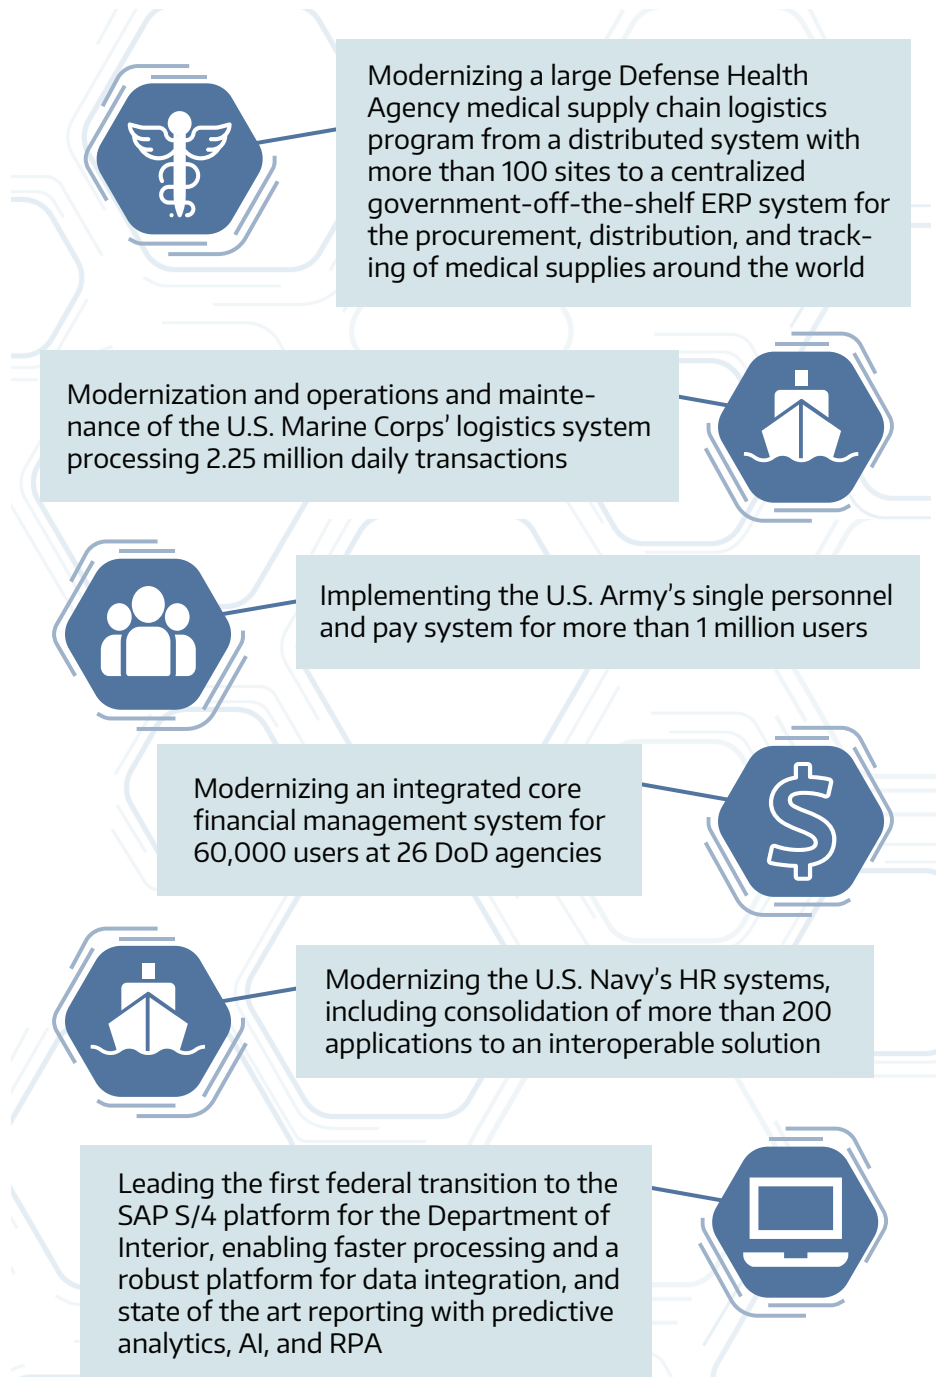 Modernizing a large Defense Health
Agency medical supply chain logistics
program from a distributed system with
more than 100 sites to a centralized
government-off-the-shelf ERP system for
the procurement, distribution, and track-
ing of medical supplies around the world
Modernization and operations and mainte-
nance of the U.S. Marine Corps’ logistics system
processing 2.25 million daily transactions
Implementing the U.S. Army’s single personnel
and pay system for more than 1 million users
Modernizing an integrated core
financial management system for
60,000 users at 26 DoD agencies
Modernizing the U.S. Navy’s HR systems,
including consolidation of more than 200
applications to an interoperable solution
Leading the first federal transition to the
SAP S/4 platform for the Department of
Interior, enabling faster processing and a
robust platform for data integration, and
state of the art reporting with predictive
analytics, AI, and RPA